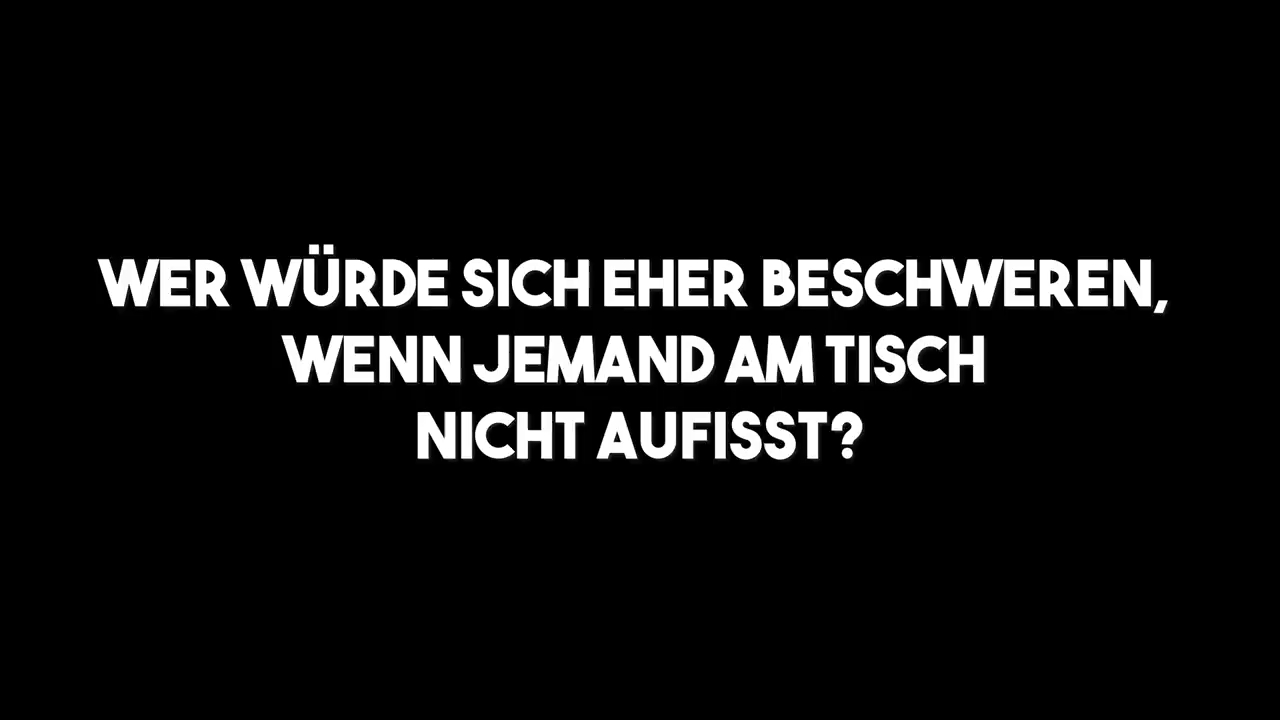 WER WÜRDE SICH EHER BESCHWEREN,
WENN JEMAND AM TISCH
NICHT AUFISST?